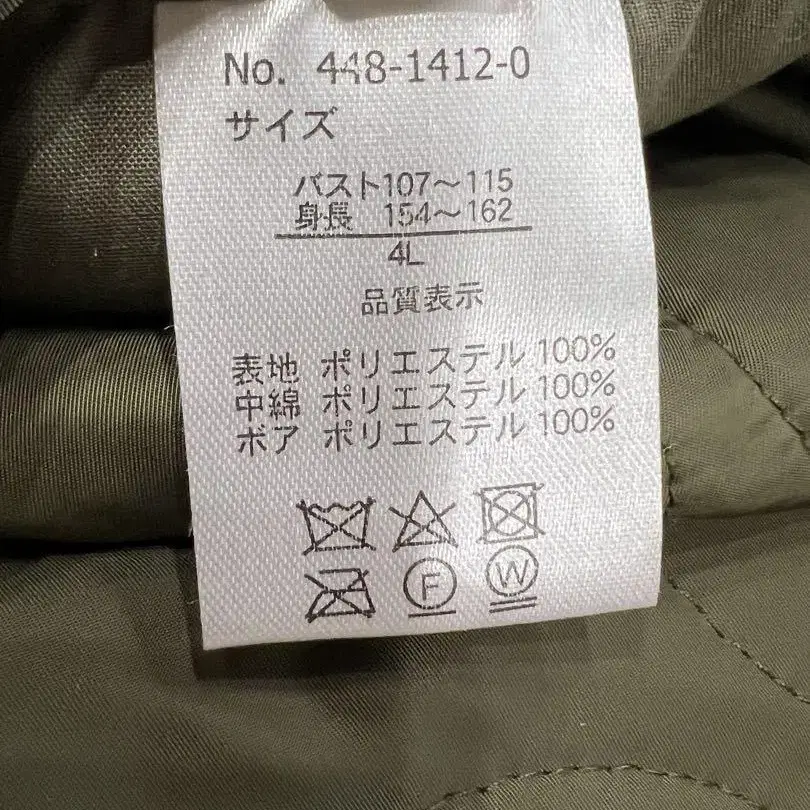 No. 448-1412-0
サイズ
バスト107～115
身長 154～162
4L
品質表示
表地 ポリエステル 100%
中綿 ポリエステル 100%
ボア ポリエステル 100%
F W